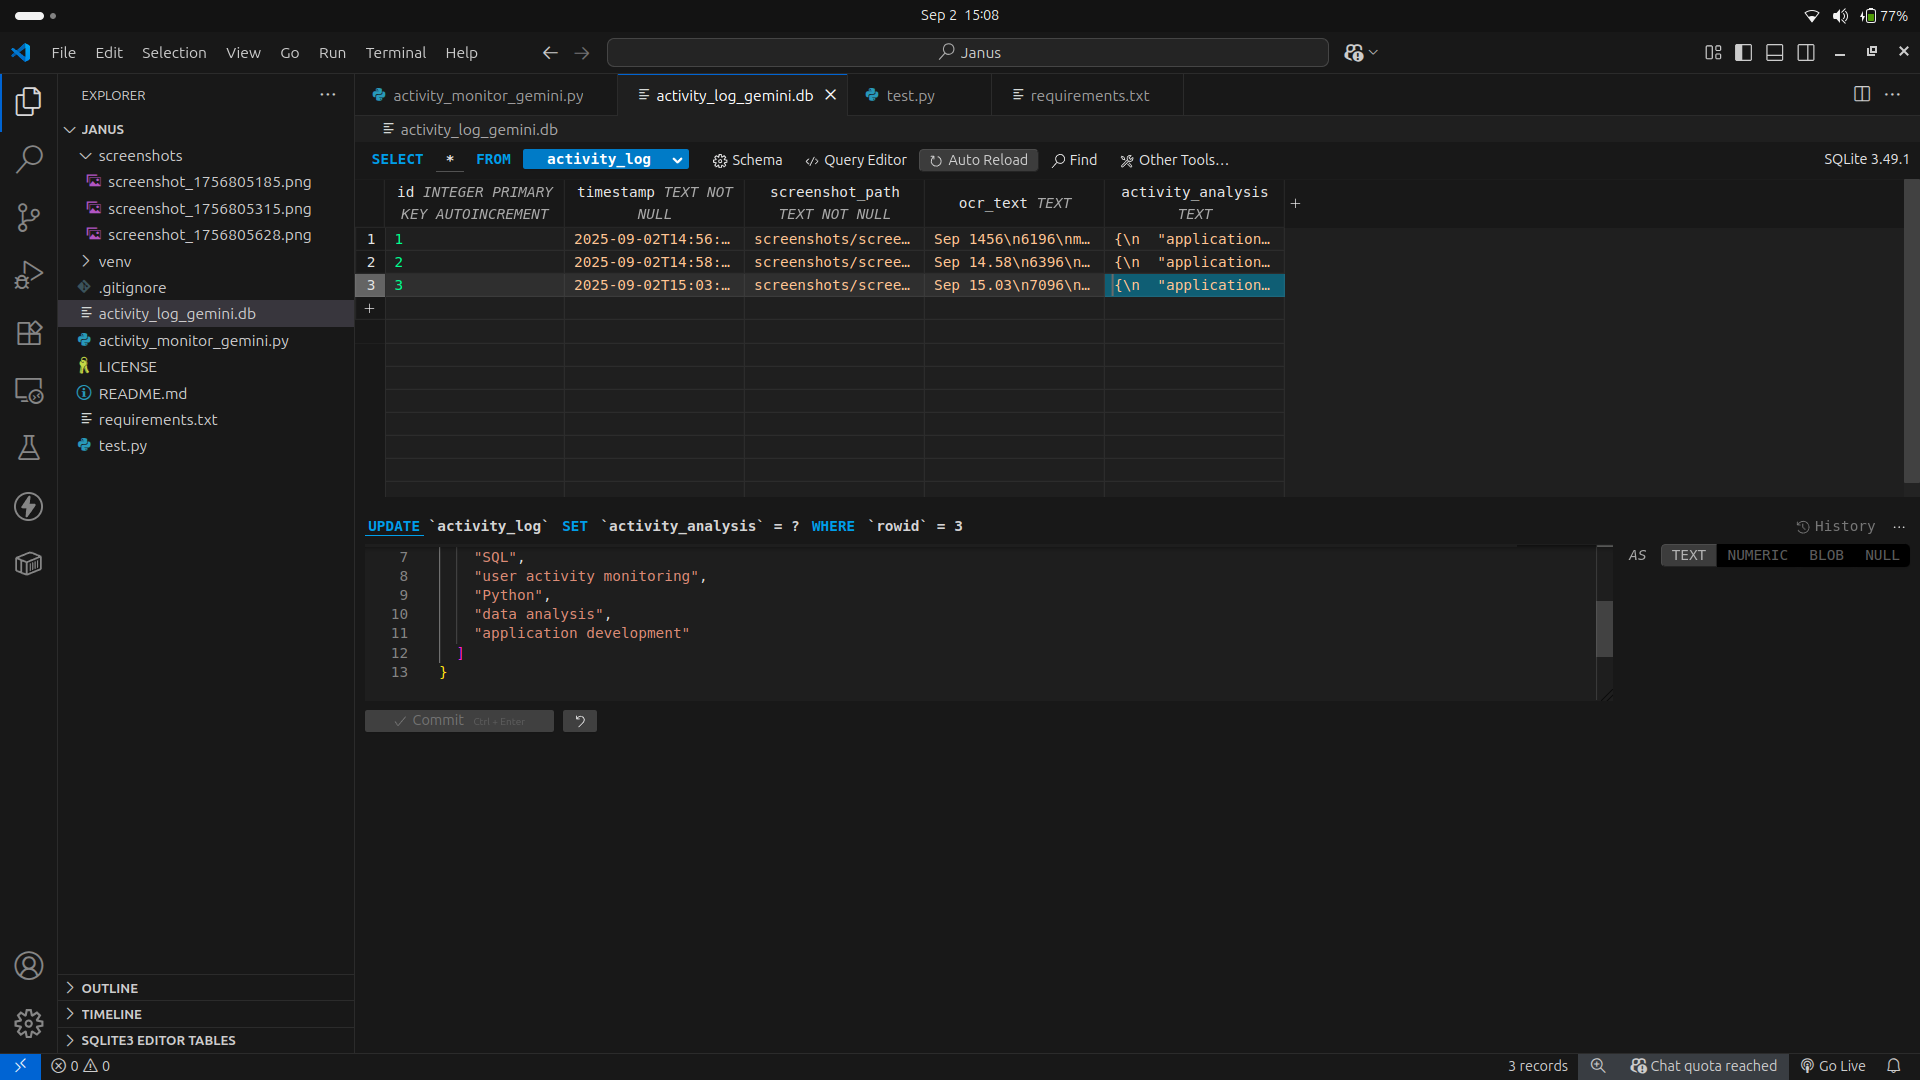 Sep 2 15:08
77%
File Edit Selection View Go Run Terminal Help
Janus
EXPLORER
JANUS
screenshots
screenshot_1756805185.png
screenshot_1756805315.png
screenshot_1756805628.png
venv
.gitignore
activity_log_gemini.db
activity_monitor_gemini.py
LICENSE
README.md
requirements.txt
test.py
OUTLINE
TIMELINE
SQLITE3 EDITOR TABLES
activity_monitor_gemini.py activity_log_gemini.db test.py requirements.txt
activity_log_gemini.db
SELECT * FROM activity_log Schema Query Editor Auto Reload Find Other Tools… SQLite 3.49.1
id INTEGER PRIMARY KEY AUTOINCREMENT
timestamp TEXT NOT NULL
screenshot_path TEXT NOT NULL
ocr_text TEXT
activity_analysis TEXT
+
1 1 2025-09-02T14:56:… screenshots/scree… Sep 1456\n6196\nm… {\n "application…
2 2 2025-09-02T14:58:… screenshots/scree… Sep 14.58\n6396\n… {\n "application…
3 3 2025-09-02T15:03:… screenshots/scree… Sep 15.03\n7096\n… {\n "application…
+
UPDATE `activity_log` SET `activity_analysis` = ? WHERE `rowid` = 3 History
AS TEXT NUMERIC BLOB NULL
7 "SQL",
8 "user activity monitoring",
9 "Python",
10 "data analysis",
11 "application development"
12 ]
13 }
Commit Ctrl+Enter
0 0 3 records Chat quota reached Go Live